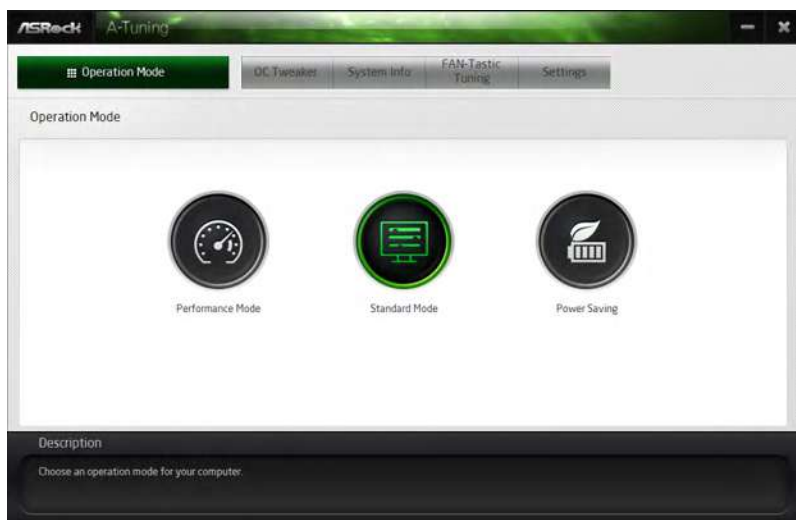 ASRock A-Tuning
Operation Mode OC Tweaker System Info FAN-Tastic
Tuning Settings
Operation Mode
Performance Mode Standard Mode Power Saving
Description
Choose an operation mode for your computer.